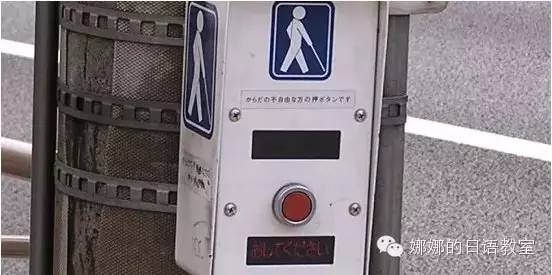 からだの不自由な方の押ボタンです
おしてください
娜娜的日语教室